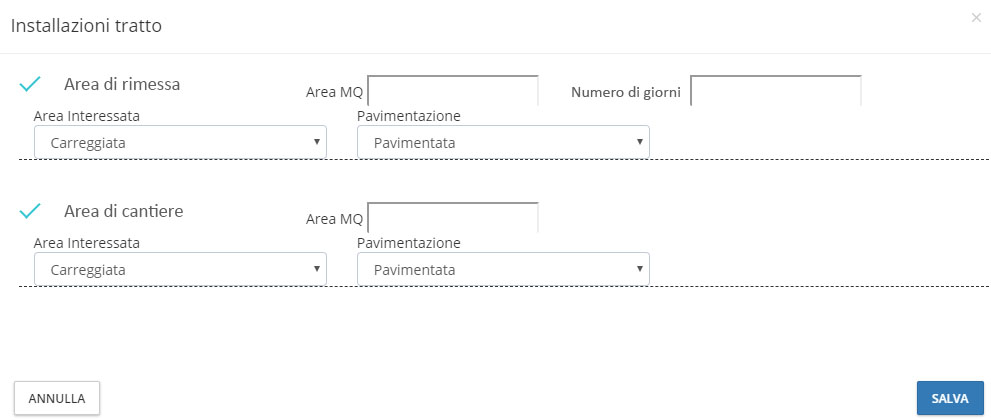 Installazioni tratto
×
Area di rimessa
Area MQ
Numero di giorni
Area Interessata
Pavimentazione
Carreggiata
Pavimentata
Area di cantiere
Area MQ
Area Interessata
Pavimentazione
Carreggiata
Pavimentata
ANNULLA
SALVA